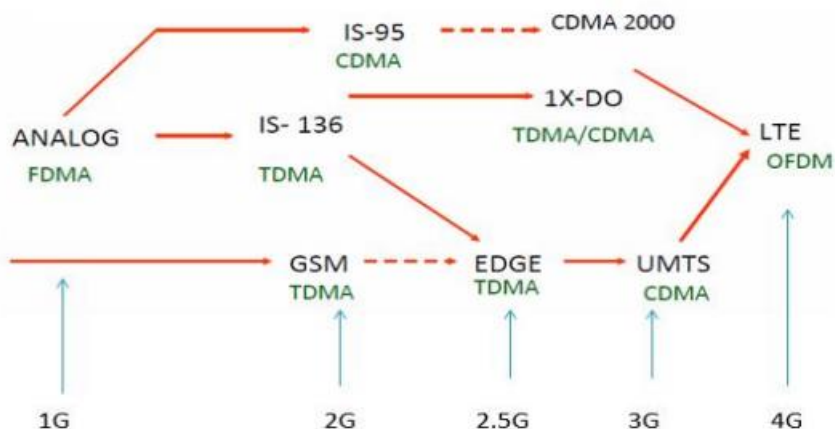 IS-95
CDMA
CDMA 2000
1X-DO
TDMA/CDMA
ANALOG
FDMA
IS- 136
TDMA
LTE
OFDM
GSM
TDMA
EDGE
TDMA
UMTS
CDMA
1G
2G
2.5G
3G
4G